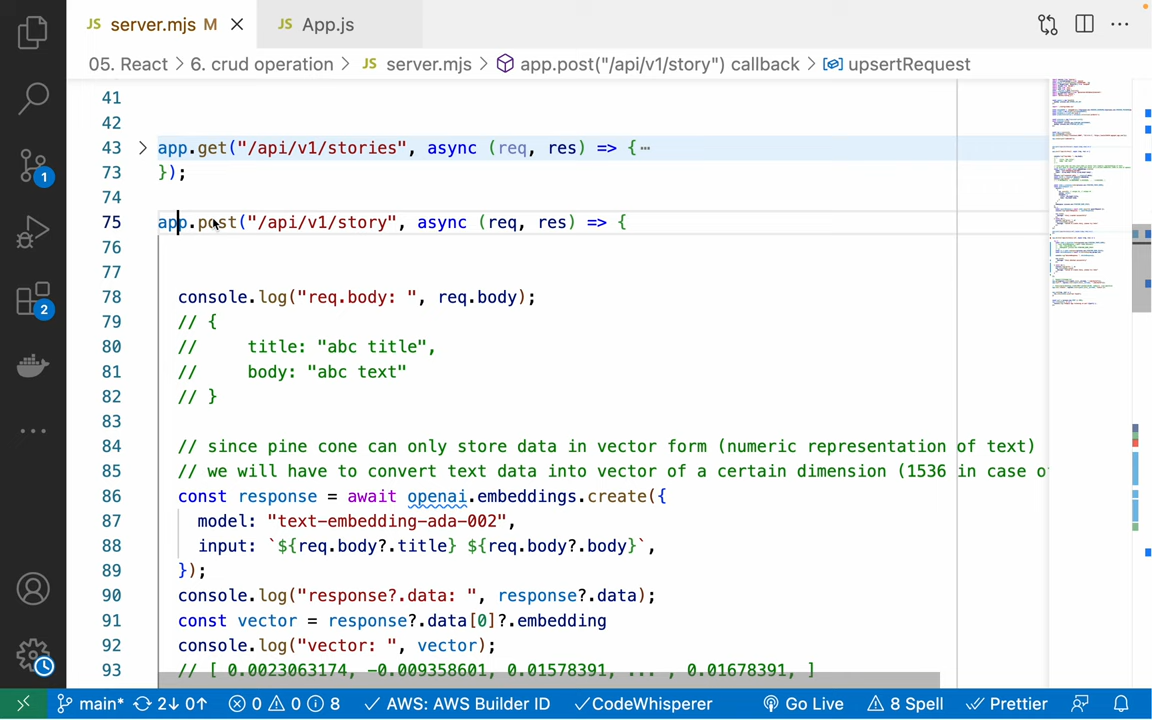 JS server.mjs M
JS App.js
05. React > 6. crud operation > JS server.mjs > app.post("/api/v1/story") callback > upsertRequest
41
42
43 app.get("/api/v1/stories", async (req, res) => {
73 });
74
75 app.post("/api/v1/story", async (req, res) => {
76
77
78 console.log("req.body: ", req.body);
79 // {
80 // title: "abc title",
81 // body: "abc text"
82 // }
83
84 // since pine cone can only store data in vector form (numeric representation of text)
85 // we will have to convert text data into vector of a certain dimension (1536 in case o
86 const response = await openai.embeddings.create({
87 model: "text-embedding-ada-002",
88 input: `${req.body?.title} ${req.body?.body}`,
89 });
90 console.log("response?.data: ", response?.data);
91 const vector = response?.data[0]?.embedding
92 console.log("vector: ", vector);
93 // [ 0.0023063174, -0.009358601, 0.01578391, ... , 0.01678391, ]
1
2
main* 2↓ 0↑ 0 0 8 AWS: AWS Builder ID CodeWhisperer Go Live 8 Spell Prettier